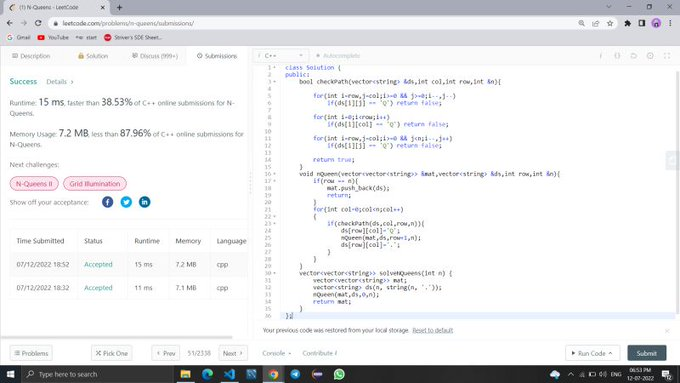 (1) N-Queens - LeetCode
leetcode.com/problems/n-queens/submissions/
Gmail YouTube start Striver's SDE Sheet...
Description Solution Discuss (999+) Submissions
Success Details >
Runtime: 15 ms, faster than 38.53% of C++ online submissions for N-
Queens.
Memory Usage: 7.2 MB, less than 87.96% of C++ online submissions
for N-Queens.
Next challenges:
N-Queens II Grid Illumination
Show off your acceptance:
Time Submitted Status Runtime Memory Language
07/12/2022 18:52 Accepted 15 ms 7.2 MB cpp
07/12/2022 18:32 Accepted 11 ms 7.1 MB cpp
C++ Autocomplete
1 class Solution {
2 public:
3 bool checkPath(vector<string> &ds,int col,int row,int &n){
4
5 for(int i=row,j=col;i>=0 && j>=0;i--,j--)
6 if(ds[i][j] == 'Q') return false;
7
8 for(int i=0;i<row;i++)
9 if(ds[i][col] == 'Q') return false;
10
11 for(int i=row,j=col;i>=0 && j<n;i--,j++)
12 if(ds[i][j] == 'Q') return false;
13
14 return true;
15 }
16 void nQueen(vector<vector<string>> &mat,vector<string> &ds,int row,int &n){
17 if(row == n){
18 mat.push_back(ds);
19 return;
20 }
21 for(int col=0;col<n;col++)
22 {
23 if(checkPath(ds,col,row,n)){
24 ds[row][col]='Q';
25 nQueen(mat,ds,row+1,n);
26 ds[row][col]='.';
27 }
28 }
29 }
30 vector<vector<string>> solveNQueens(int n) {
31 vector<vector<string>> mat;
32 vector<string> ds(n, string(n, '.'));
33 nQueen(mat,ds,0,n);
34 return mat;
35 }
36 };
Your previous code was restored from your local storage. Reset to default
Problems Pick One < Prev 51/2338 Next > Console Contribute i Run Code Submit
Type here to search
ENG
06:53 PM
12-07-2022